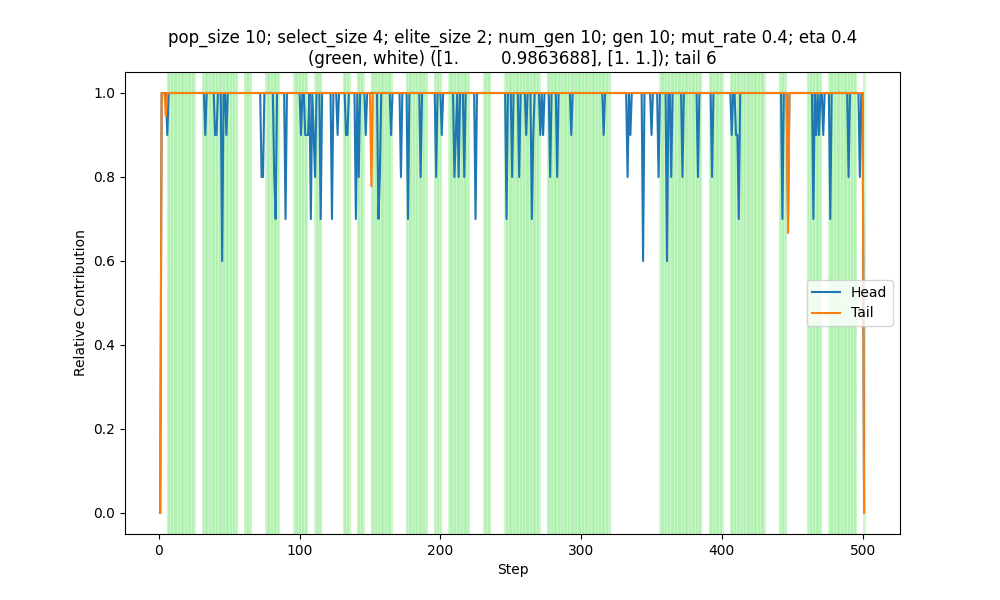 pop_size 10; select_size 4; elite_size 2; num_gen 10; gen 10; mut_rate 0.4; eta 0.4
(green, white) ([1. 0.9863688], [1. 1.]); tail 6
1.0
0.8
0.6
0.4
0.2
0.0
Relative Contribution
Head
Tail
0 100 200 300 400 500
Step